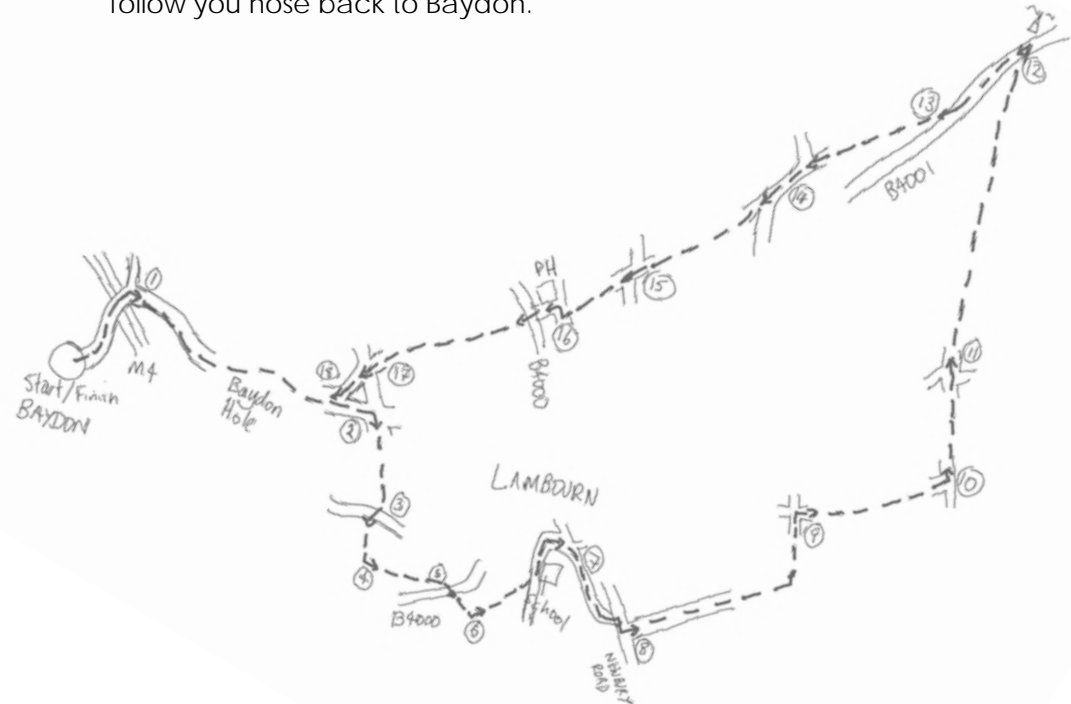 follow you nose back to Baydon.
12
13
B4001
14
1
PH
15
16
M4
Start/Finish
BAYDON
Baydon
Hole
18
17
B4000
11
2
LAMBOURN
10
3
9
4
5
7
B4000
School
6
8
NEWBURY
ROAD